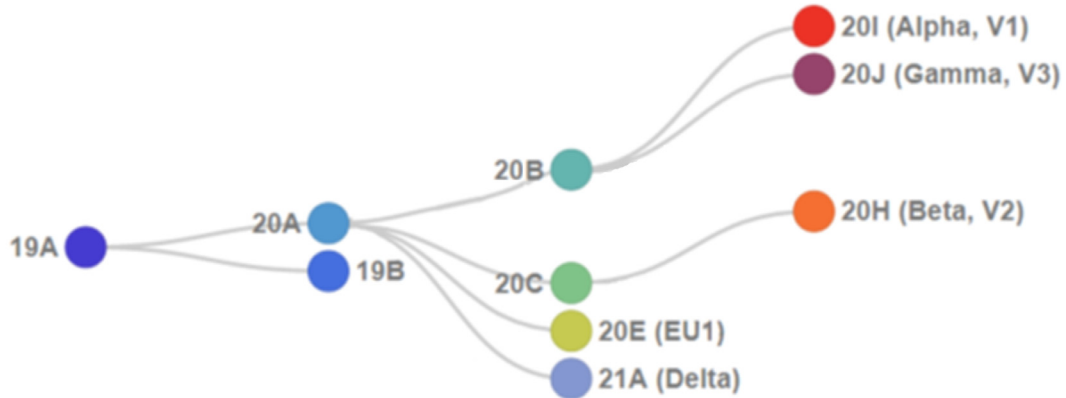 20I (Alpha, V1)
20J (Gamma, V3)
20B
20H (Beta, V2)
20A
19A
19B
20C
20E (EU1)
21A (Delta)